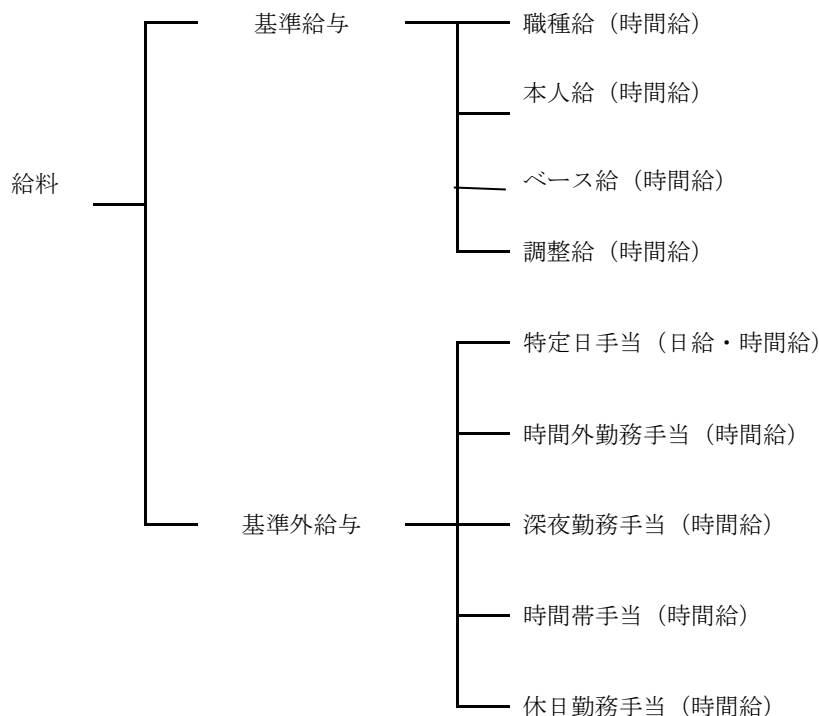 基準給与
職種給（時間給）
本人給（時間給）
給料
ベース給（時間給）
調整給（時間給）
特定日手当（日給・時間給）
時間外勤務手当（時間給）
基準外給与
深夜勤務手当（時間給）
時間帯手当（時間給）
休日勤務手当（時間給）